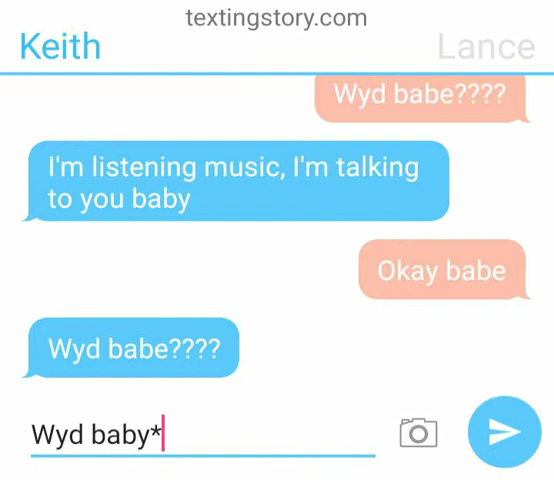 textingstory.com
Keith
Lance
Wyd babe????
I'm listening music, I'm talking
to you baby
Okay babe
Wyd babe????
Wyd baby*